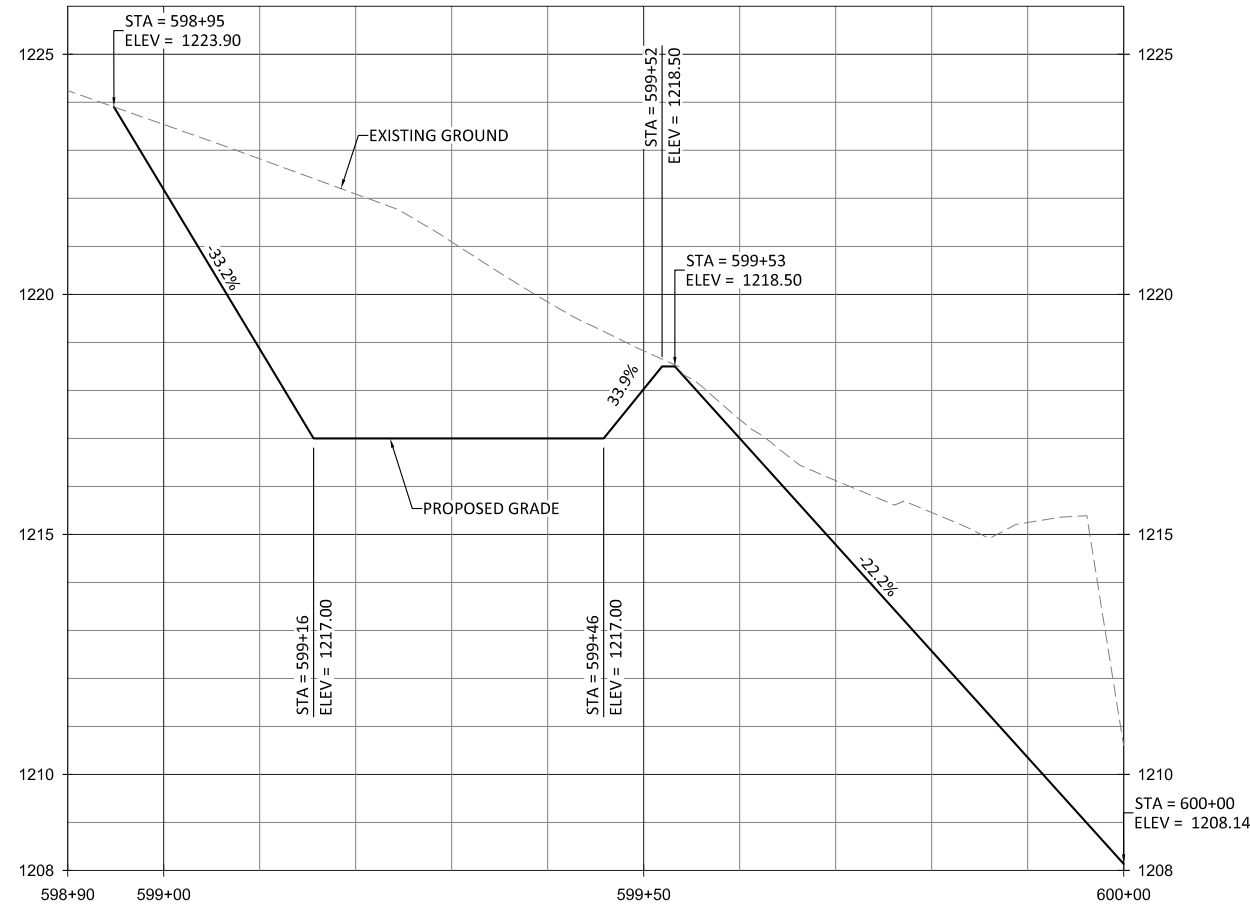 STA = 598+95
ELEV = 1223.90
1225
1225
STA = 599+52
ELEV = 1218.50
EXISTING GROUND
-33.2%
STA = 599+53
ELEV = 1218.50
1220
1220
33.9%
PROPOSED GRADE
1215
1215
-22.2%
STA = 599+16
ELEV = 1217.00
STA = 599+46
ELEV = 1217.00
1210
1210
STA = 600+00
ELEV = 1208.14
1208
1208
598+90
599+00
599+50
600+00